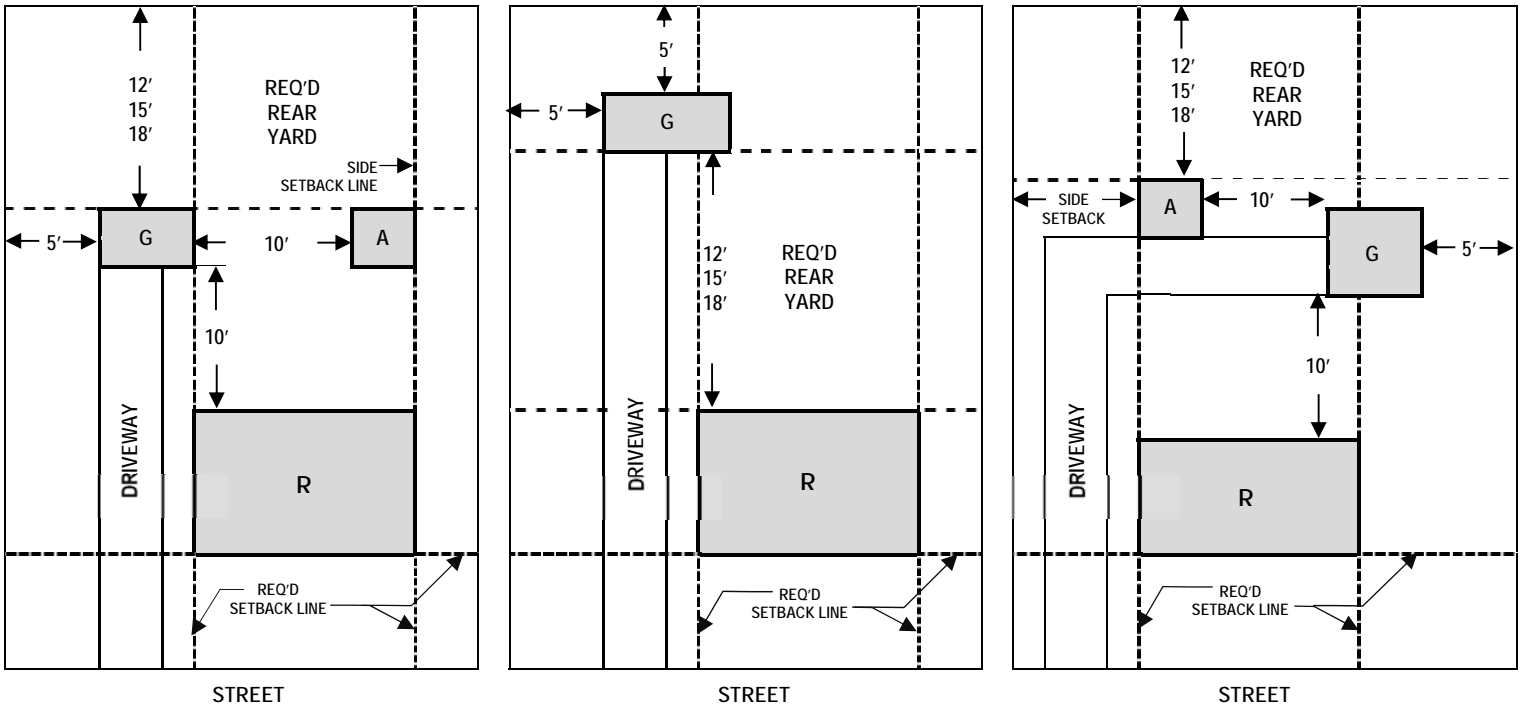 12′
15′
18′
REQ'D
REAR
YARD
SIDE
SETBACK LINE
G
A
5′
10′
10′
DRIVEWAY
R
REQ'D
SETBACK LINE
STREET
5′
5′
G
12′
15′
18′
REQ'D
REAR
YARD
DRIVEWAY
R
REQ'D
SETBACK LINE
STREET
12′
15′
18′
REQ'D
REAR
YARD
SIDE
SETBACK
A
10′
G
5′
10′
DRIVEWAY
R
REQ'D
SETBACK LINE
STREET